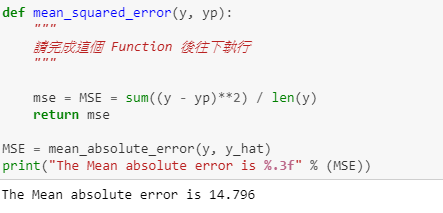 def mean_squared_error(y, yp):
    """
    請完成這個 Function 後往下執行
    """
    mse = MSE = sum((y - yp)**2) / len(y)
    return mse
MSE = mean_absolute_error(y, y_hat)
print("The Mean absolute error is %.3f" % (MSE))
The Mean absolute error is 14.796